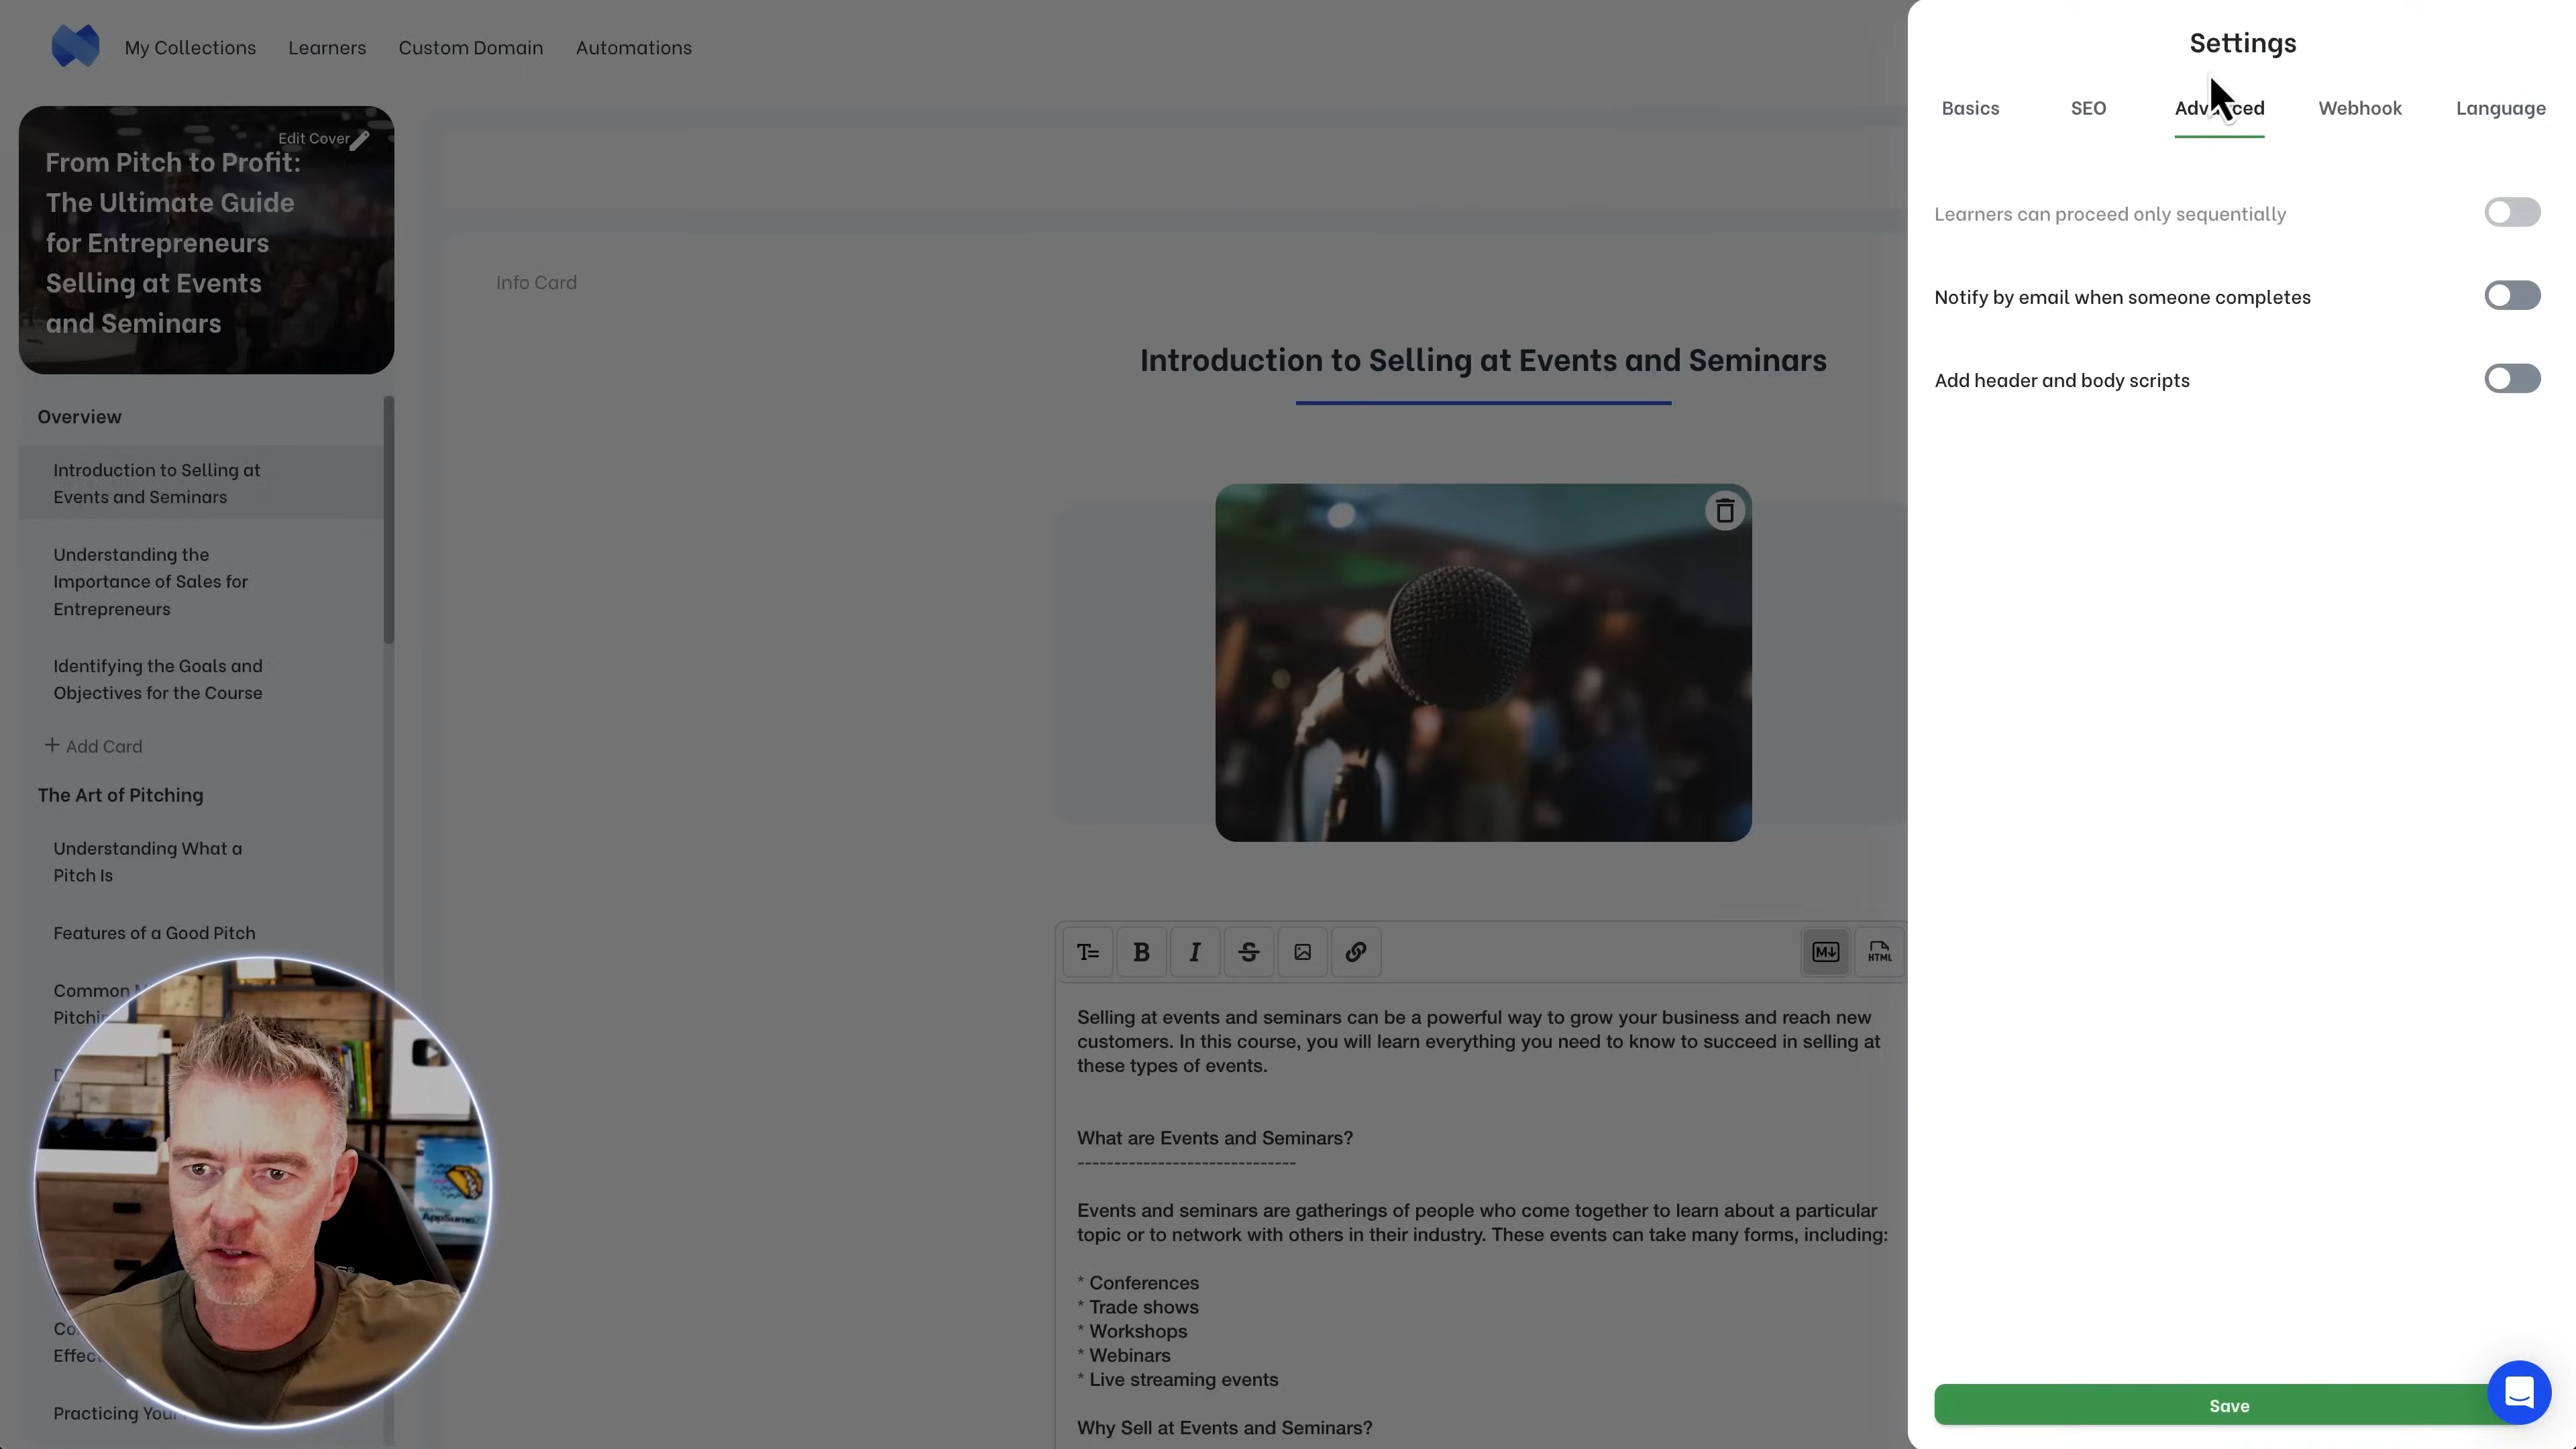 My Collections
Learners
Custom Domain
Automations
Edit Cover
From Pitch to Profit:
The Ultimate Guide
for Entrepreneurs
Selling at Events
and Seminars
Overview
Introduction to Selling at
Events and Seminars
Understanding the
Importance of Sales for
Entrepreneurs
Identifying the Goals and
Objectives for the Course
+ Add Card
The Art of Pitching
Understanding What a
Pitch Is
Features of a Good Pitch
Common
Pitchi
Co
Effec
Practicing Your
AppSumo
Info Card
Introduction to Selling at Events and Seminars
B
I
S
M↓
HTML
Selling at events and seminars can be a powerful way to grow your business and reach new
customers. In this course, you will learn everything you need to know to succeed in selling at
these types of events.
What are Events and Seminars?
------------------------------
Events and seminars are gatherings of people who come together to learn about a particular
topic or to network with others in their industry. These events can take many forms, including:
* Conferences
* Trade shows
* Workshops
* Webinars
* Live streaming events
Why Sell at Events and Seminars?
Settings
Basics
SEO
Advanced
Webhook
Language
Learners can proceed only sequentially
Notify by email when someone completes
Add header and body scripts
Save